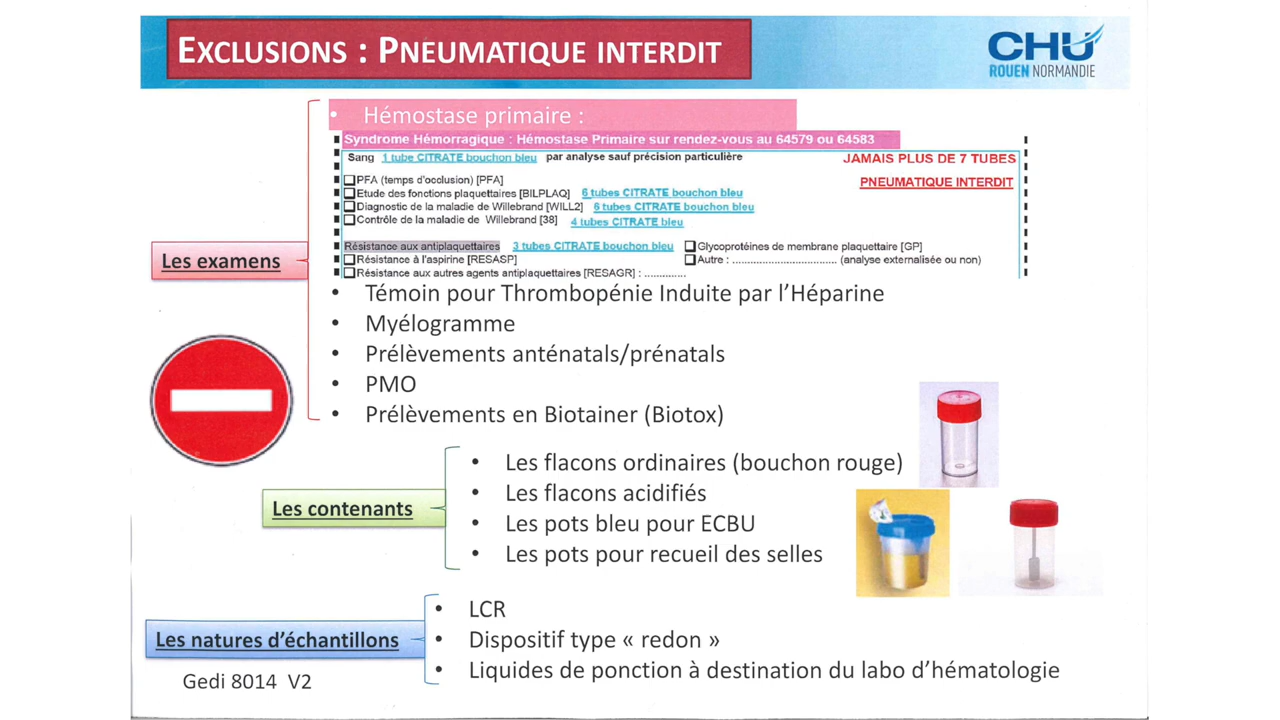 EXCLUSIONS : PNEUMATIQUE INTERDIT
CHU
ROUEN NORMANDIE
• Hémostase primaire :
Syndrome Hémorragique : Hémostase Primaire sur rendez-vous au 64579 ou 64583
Sang 1 tube CITRATE bouchon bleu par analyse sauf précision particulière JAMAIS PLUS DE 7 TUBES
PFA (temps d'occlusion) [PFA] PNEUMATIQUE INTERDIT
Etude des fonctions plaquettaires [BILPLAQ] 6 tubes CITRATE bouchon bleu
Diagnostic de la maladie de Willebrand [WILL2] 6 tubes CITRATE bouchon bleu
Contrôle de la maladie de Willebrand [38] 4 tubes CITRATE bleu
Résistance aux antiplaquettaires 3 tubes CITRATE bouchon bleu Glycoprotéines de membrane plaquettaire [GP]
Résistance à l'aspirine [RESASP] Autre : ................................... (analyse externalisée ou non)
Résistance aux autres agents antiplaquettaires [RESAGR] : ..............
Les examens
• Témoin pour Thrombopénie Induite par l'Héparine
• Myélogramme
• Prélèvements anténatals/prénatals
• PMO
• Prélèvements en Biotainer (Biotox)
Les contenants
• Les flacons ordinaires (bouchon rouge)
• Les flacons acidifiés
• Les pots bleu pour ECBU
• Les pots pour recueil des selles
Les natures d'échantillons
• LCR
• Dispositif type « redon »
• Liquides de ponction à destination du labo d'hématologie
Gedi 8014 V2